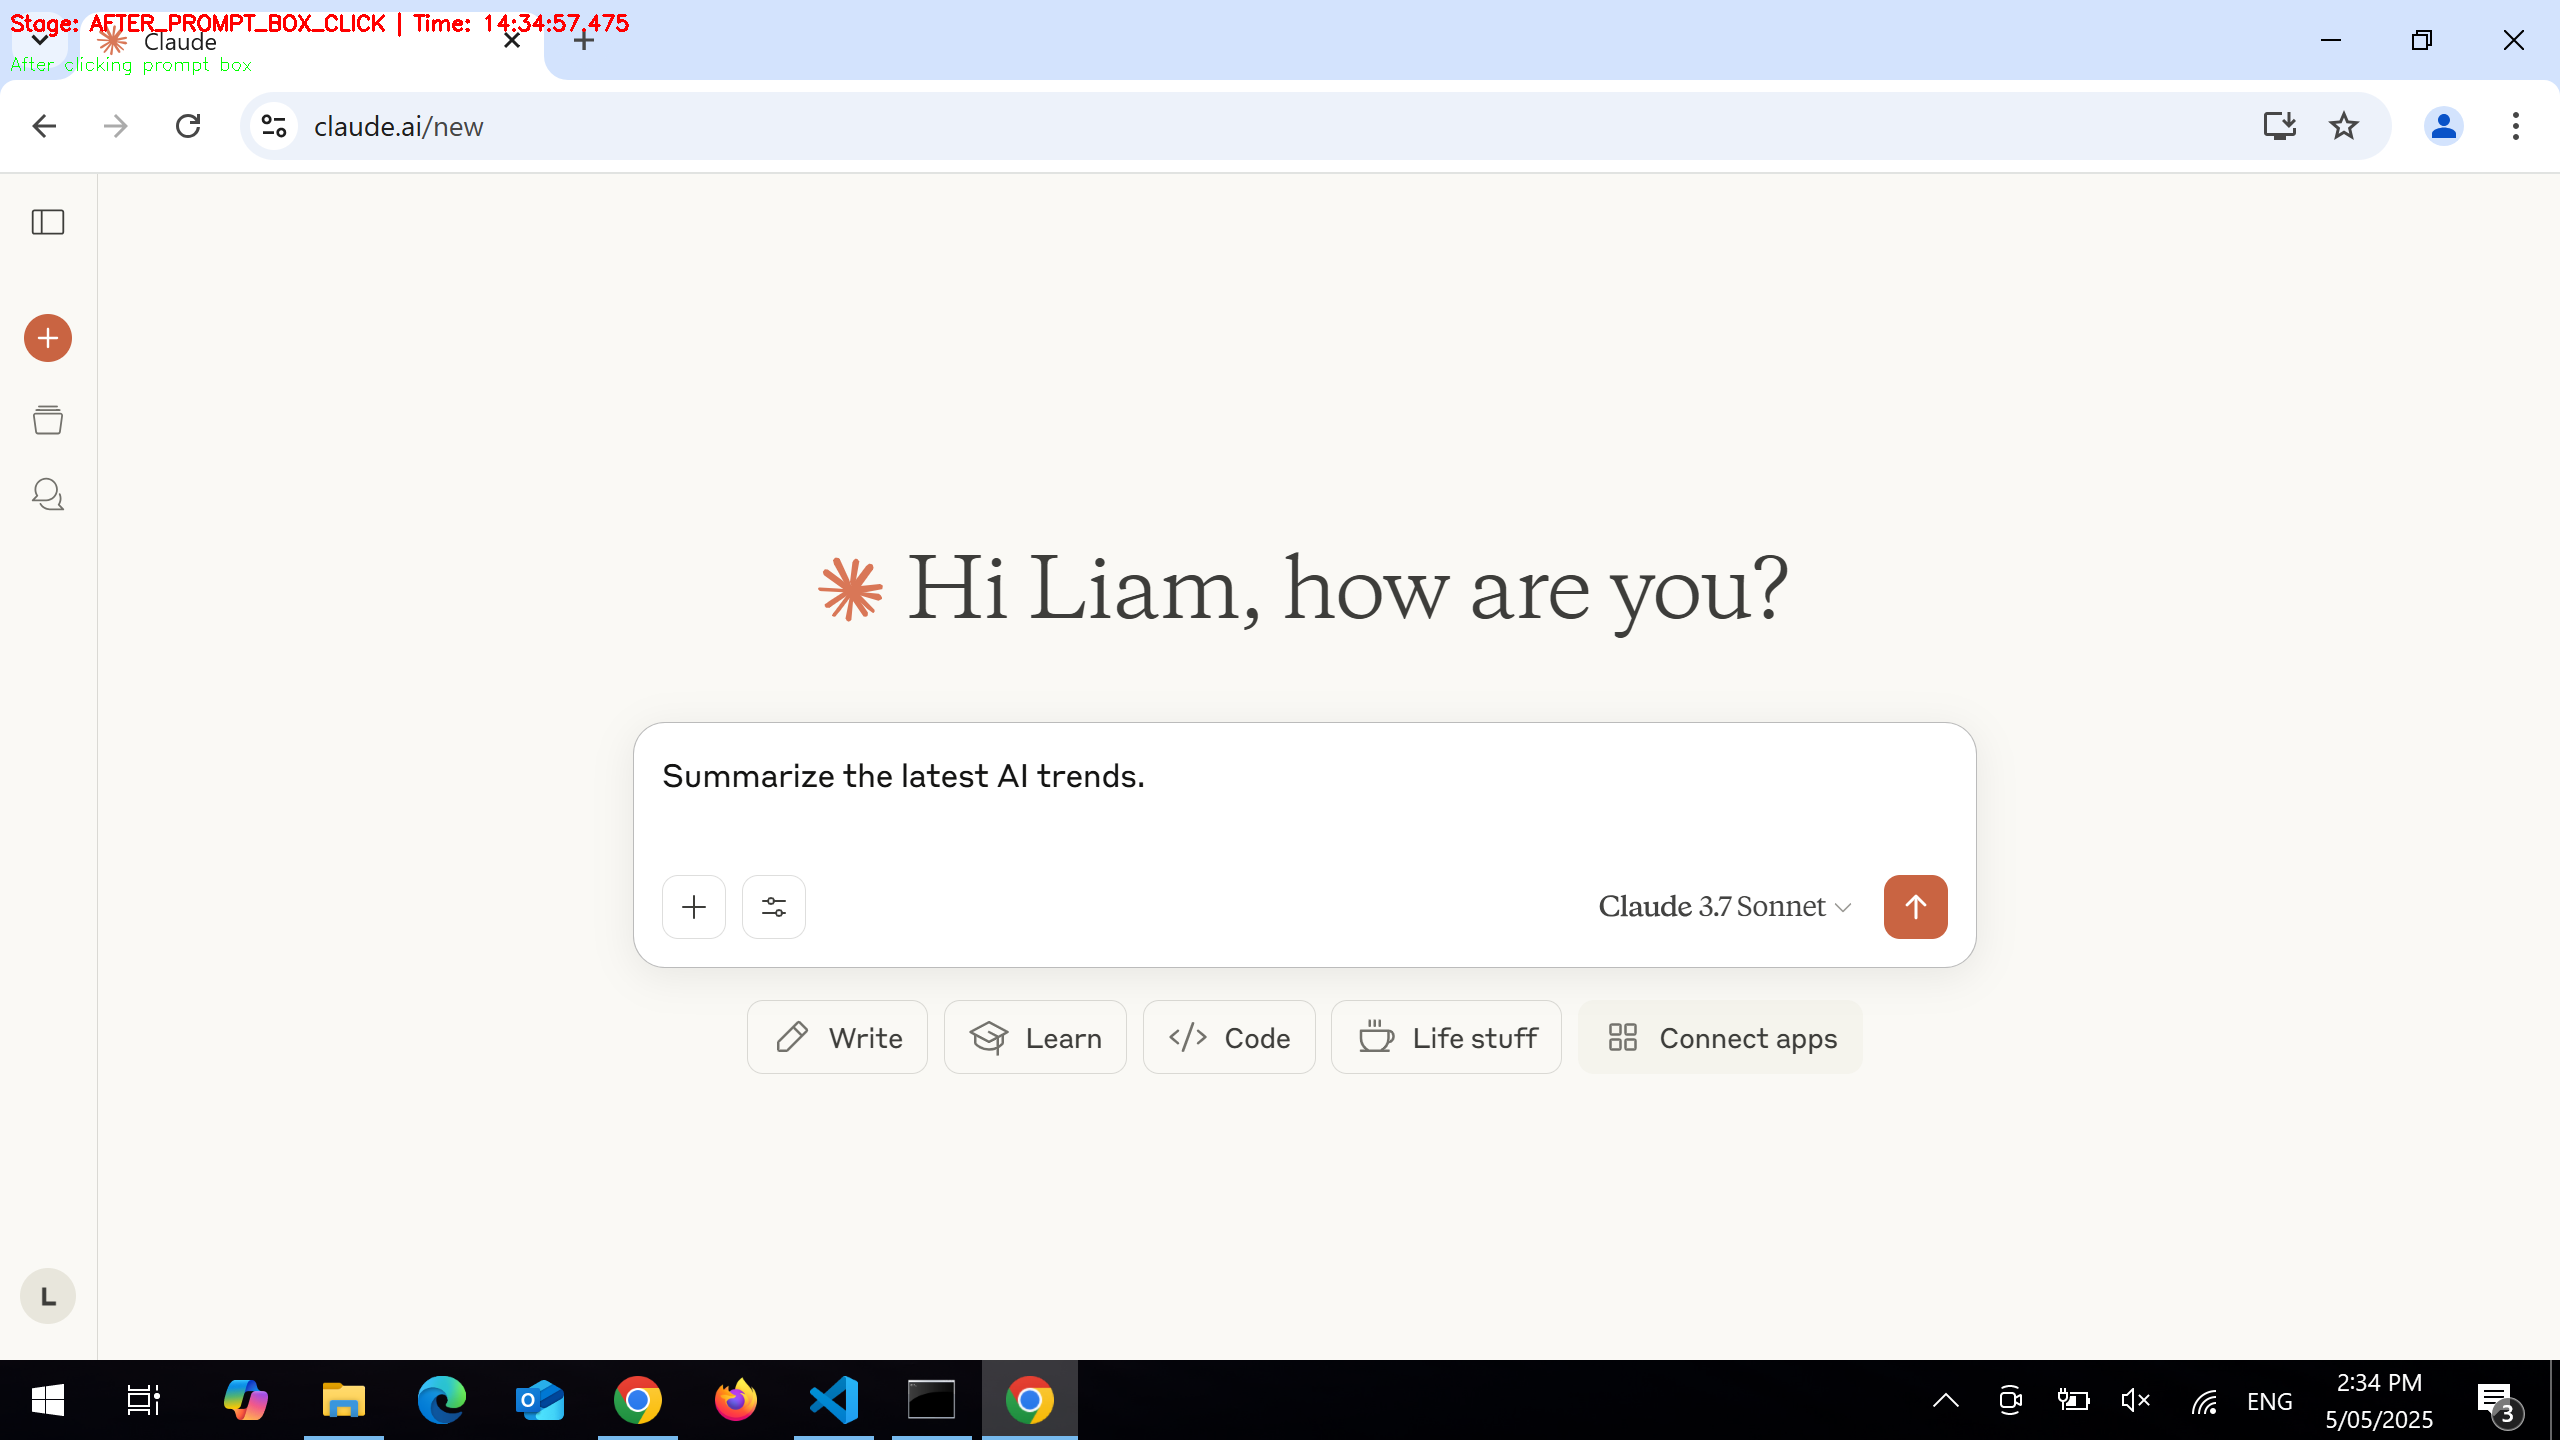 Stage: AFTER_PROMPT_BOX_CLICK | Time: 14:34:57.475
Claude
After clicking prompt box
claude.ai/new
Hi Liam, how are you?
Summarize the latest AI trends.
Claude 3.7 Sonnet
Write
Learn
Code
Life stuff
Connect apps
L
ENG
2:34 PM
5/05/2025
3